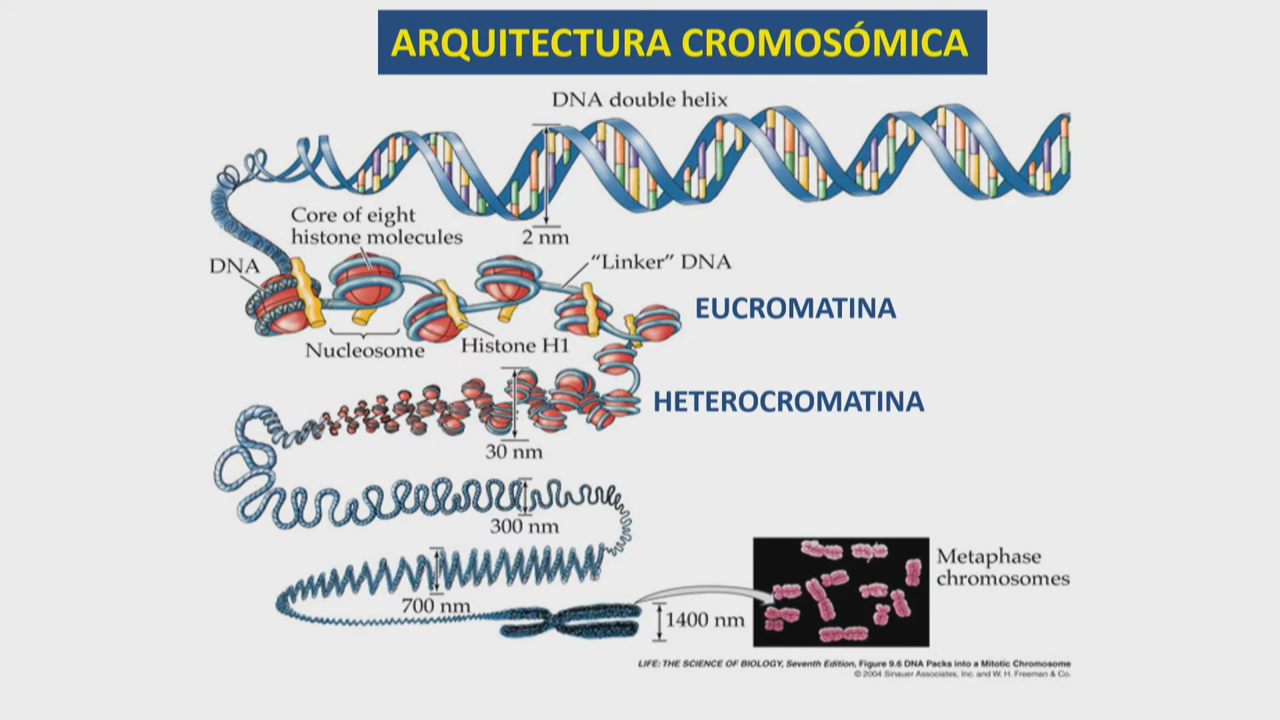 ARQUITECTURA CROMOSÓMICA
DNA double helix
Core of eight
histone molecules
2 nm
DNA
“Linker” DNA
EUCROMATINA
Nucleosome
Histone H1
HETEROCROMATINA
30 nm
300 nm
Metaphase
chromosomes
700 nm
1400 nm
LIFE: THE SCIENCE OF BIOLOGY, Seventh Edition, Figure 9.6 DNA Packs into a Mitotic Chromosome
© 2004 Sinauer Associates, Inc. and W. H. Freeman & Co.